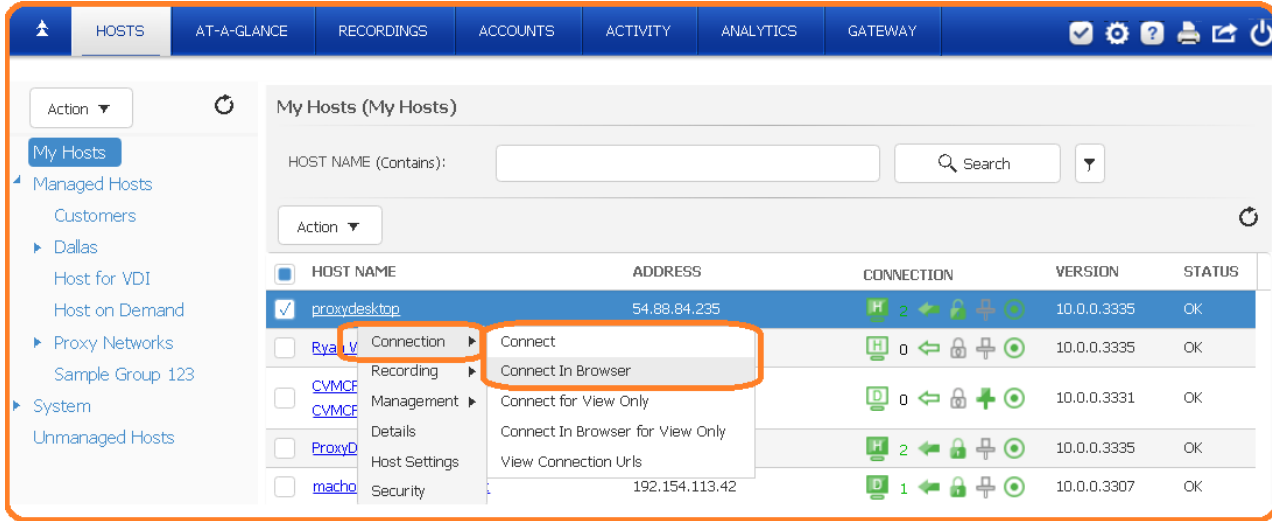 HOSTS AT-A-GLANCE RECORDINGS ACCOUNTS ACTIVITY ANALYTICS GATEWAY
Action
My Hosts
Managed Hosts
Customers
Dallas
Host for VDI
Host on Demand
Proxy Networks
Sample Group 123
System
Unmanaged Hosts
My Hosts (My Hosts)
HOST NAME (Contains):
Search
Action
HOST NAME ADDRESS CONNECTION VERSION STATUS
proxydesktop 54.88.84.235 H 2 10.0.0.3335 OK
Ryan H 0 10.0.0.3335 OK
D 0 10.0.0.3331 OK
ProxyD H 2 10.0.0.3335 OK
macho 192.154.113.42 D 1 10.0.0.3307 OK
Connection
Recording
Management
Details
Host Settings
Security
Connect
Connect In Browser
Connect for View Only
Connect In Browser for View Only
View Connection Urls